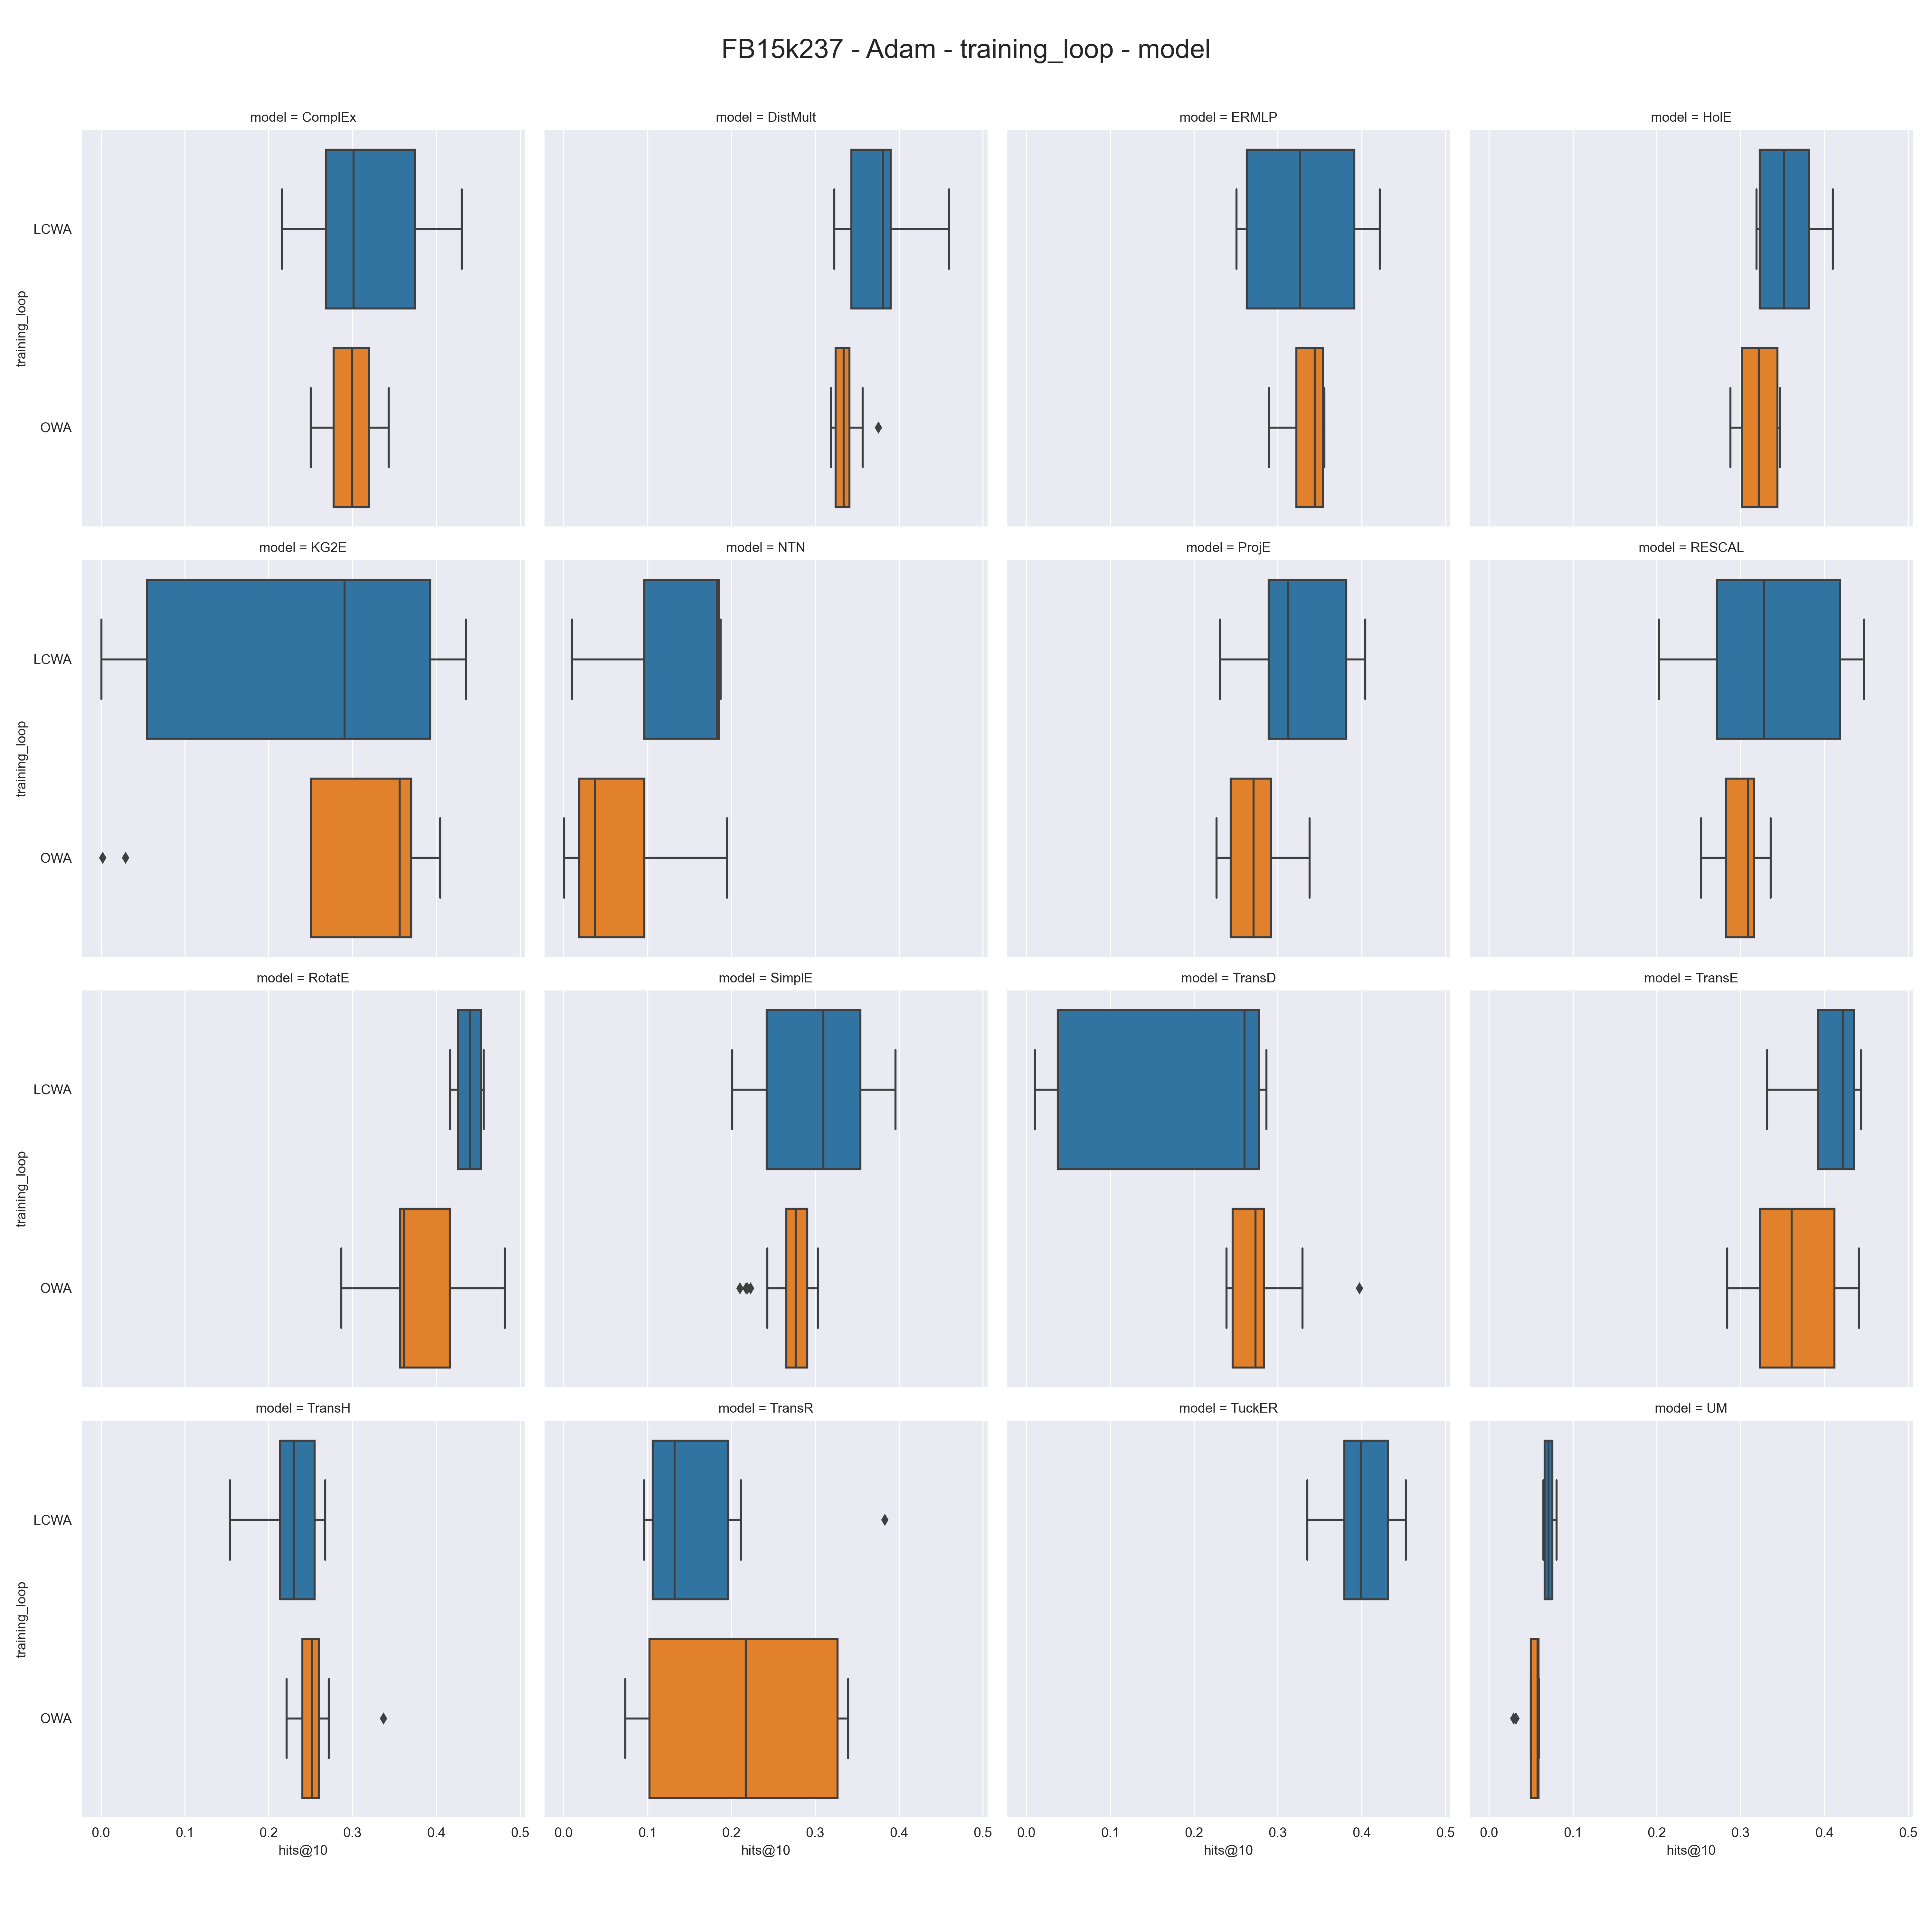 FB15k237 - Adam - training_loop - model
model = ComplEx
model = DistMult
model = ERMLP
model = HolE
LCWA
OWA
training_loop
model = KG2E
model = NTN
model = ProjE
model = RESCAL
LCWA
OWA
training_loop
model = RotatE
model = SimplE
model = TransD
model = TransE
LCWA
OWA
training_loop
model = TransH
model = TransR
model = TuckER
model = UM
LCWA
OWA
training_loop
0.0 0.1 0.2 0.3 0.4 0.5
hits@10
0.0 0.1 0.2 0.3 0.4 0.5
hits@10
0.0 0.1 0.2 0.3 0.4 0.5
hits@10
0.0 0.1 0.2 0.3 0.4 0.5
hits@10